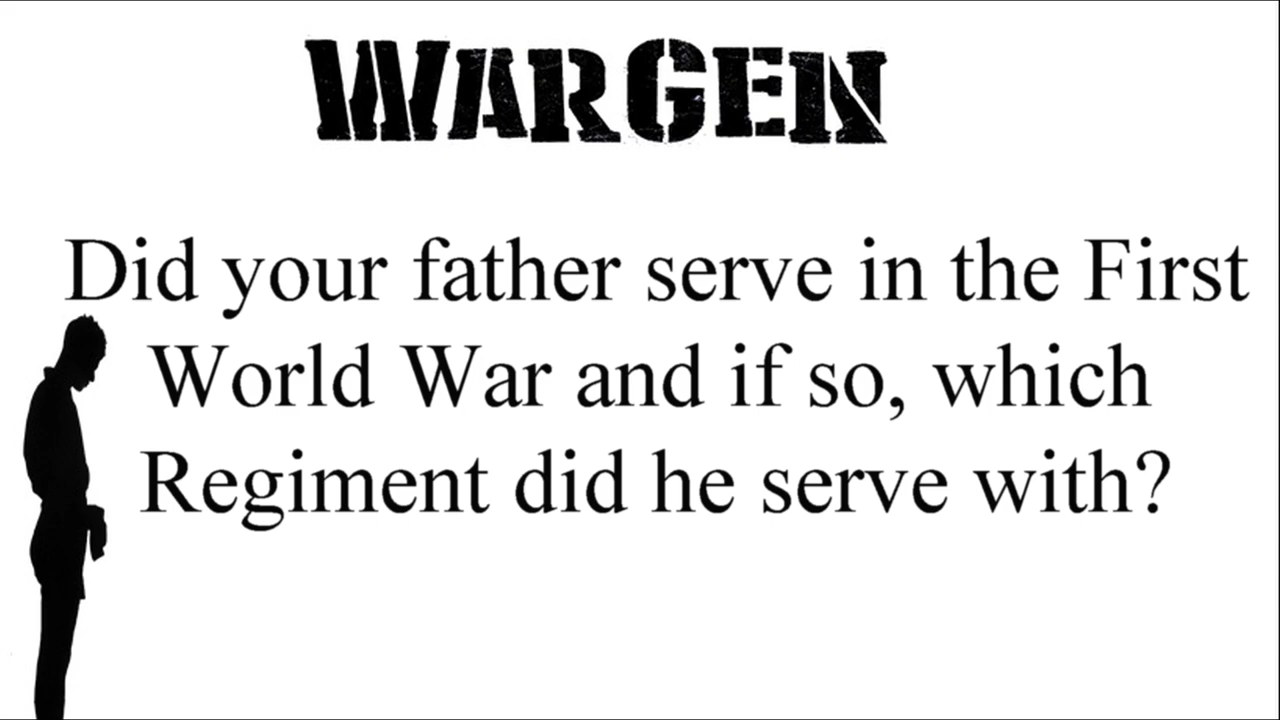 WARGEN
Did your father serve in the First
World War and if so, which
Regiment did he serve with?